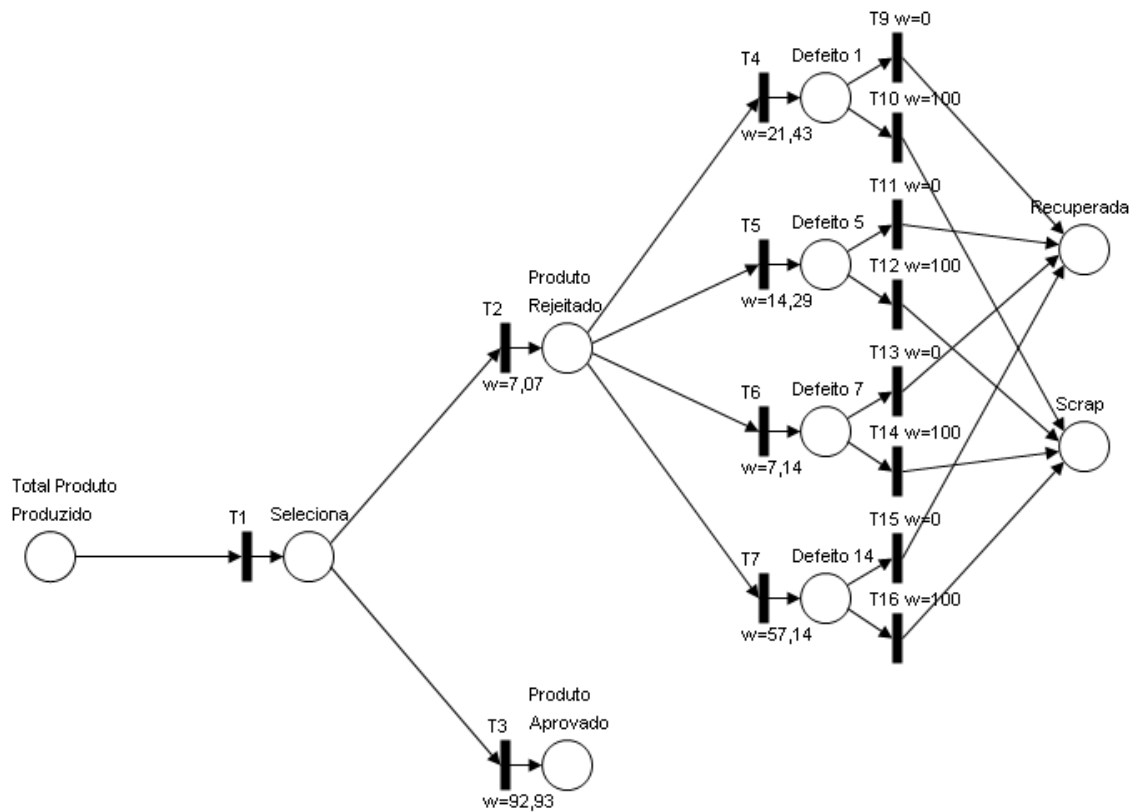 T9 w=0
T4
Defeito 1
T10 w=100
w=21,43
T11 w=0
Recuperada
T5
Defeito 5
T12 w=100
Produto
Rejeitado
w=14,29
T2
T13 w=0
w=7,07
T6
Defeito 7
Scrap
T14 w=100
w=7,14
Total Produto
Produzido
T1
Seleciona
T15 w=0
T7
Defeito 14
T16 w=100
w=57,14
Produto
Aprovado
T3
w=92,93